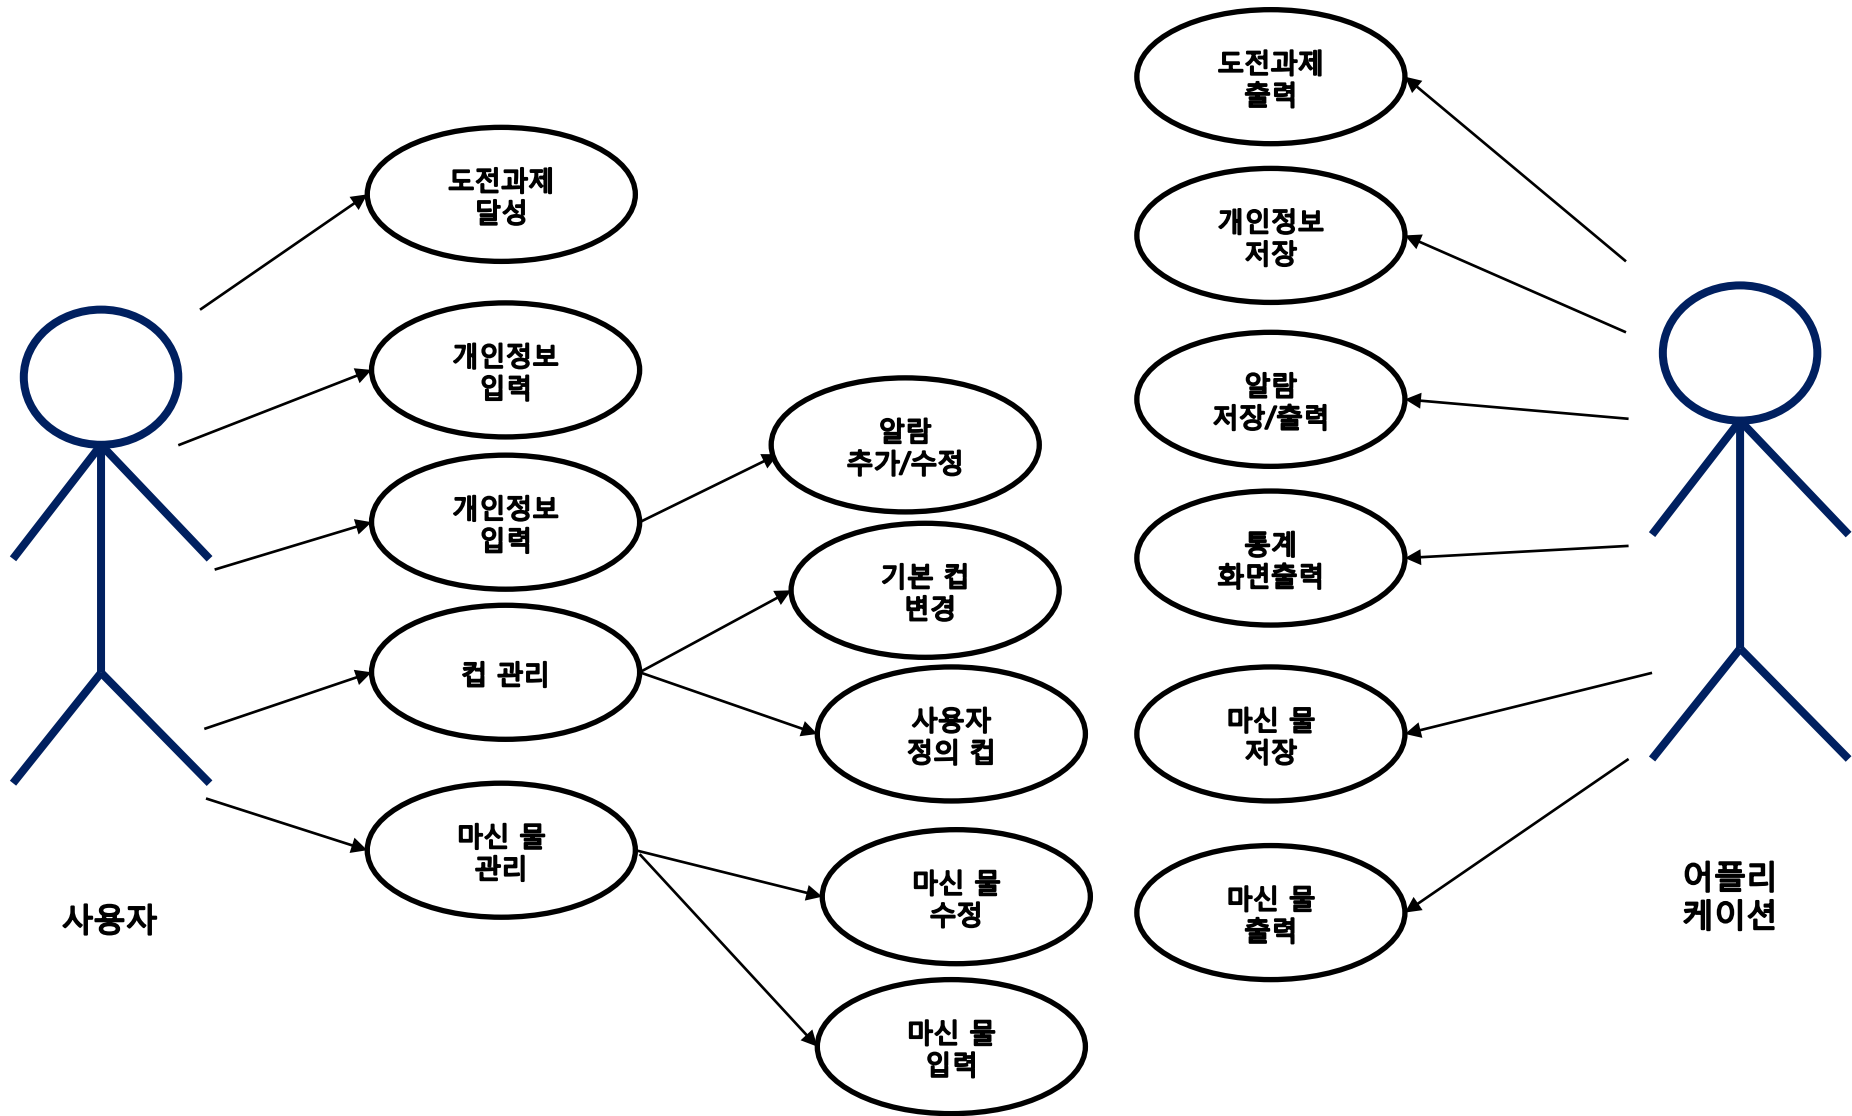 도전과제
달성
개인정보
입력
개인정보
입력
컵 관리
마신 물
관리
사용자
알람
추가/수정
기본 컵
변경
사용자
정의 컵
마신 물
수정
마신 물
입력
도전과제
출력
개인정보
저장
알람
저장/출력
통계
화면출력
마신 물
저장
마신 물
출력
어플리
케이션